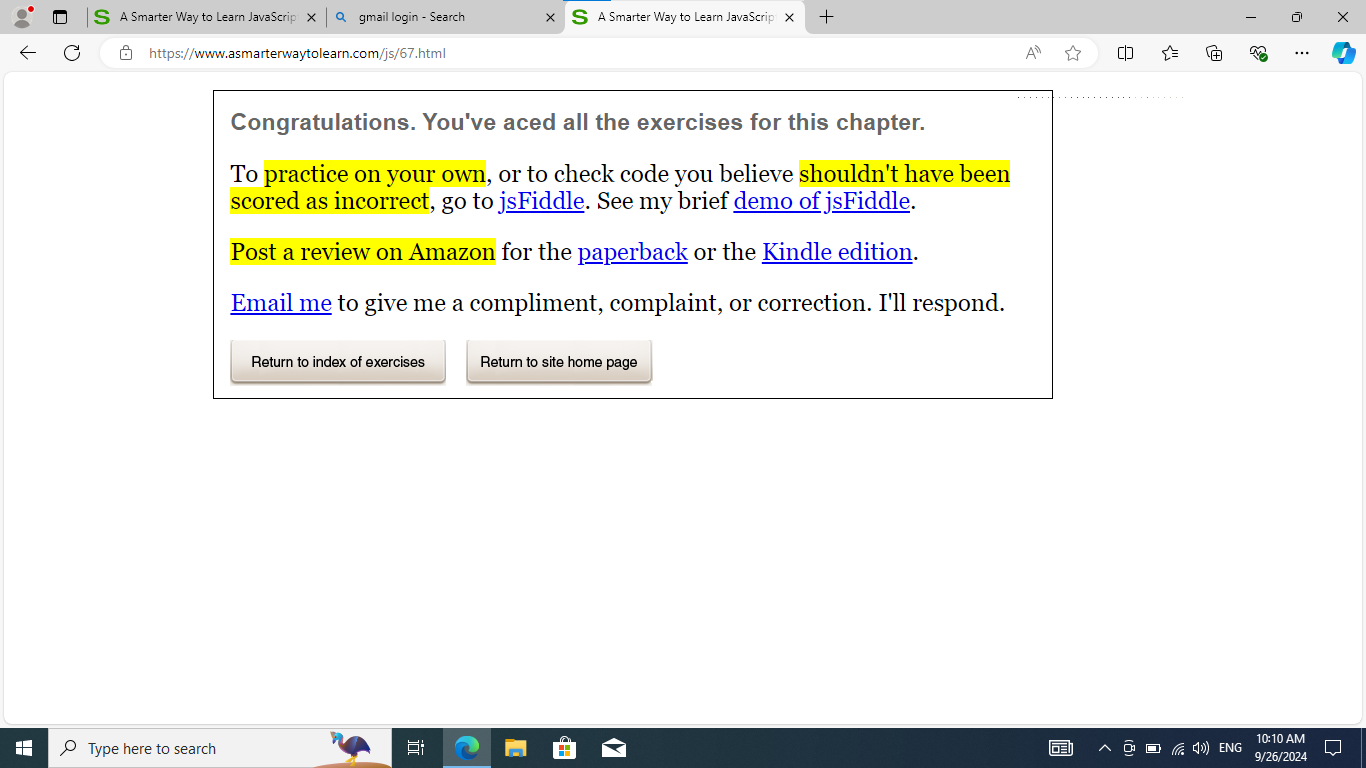 A Smarter Way to Learn JavaScrip
gmail login - Search
A Smarter Way to Learn JavaScrip
https://www.asmarterwaytolearn.com/js/67.html
Congratulations. You've aced all the exercises for this chapter.
To practice on your own, or to check code you believe shouldn't have been
scored as incorrect, go to jsFiddle. See my brief demo of jsFiddle.
Post a review on Amazon for the paperback or the Kindle edition.
Email me to give me a compliment, complaint, or correction. I'll respond.
Return to index of exercises
Return to site home page
Type here to search
ENG
10:10 AM
9/26/2024